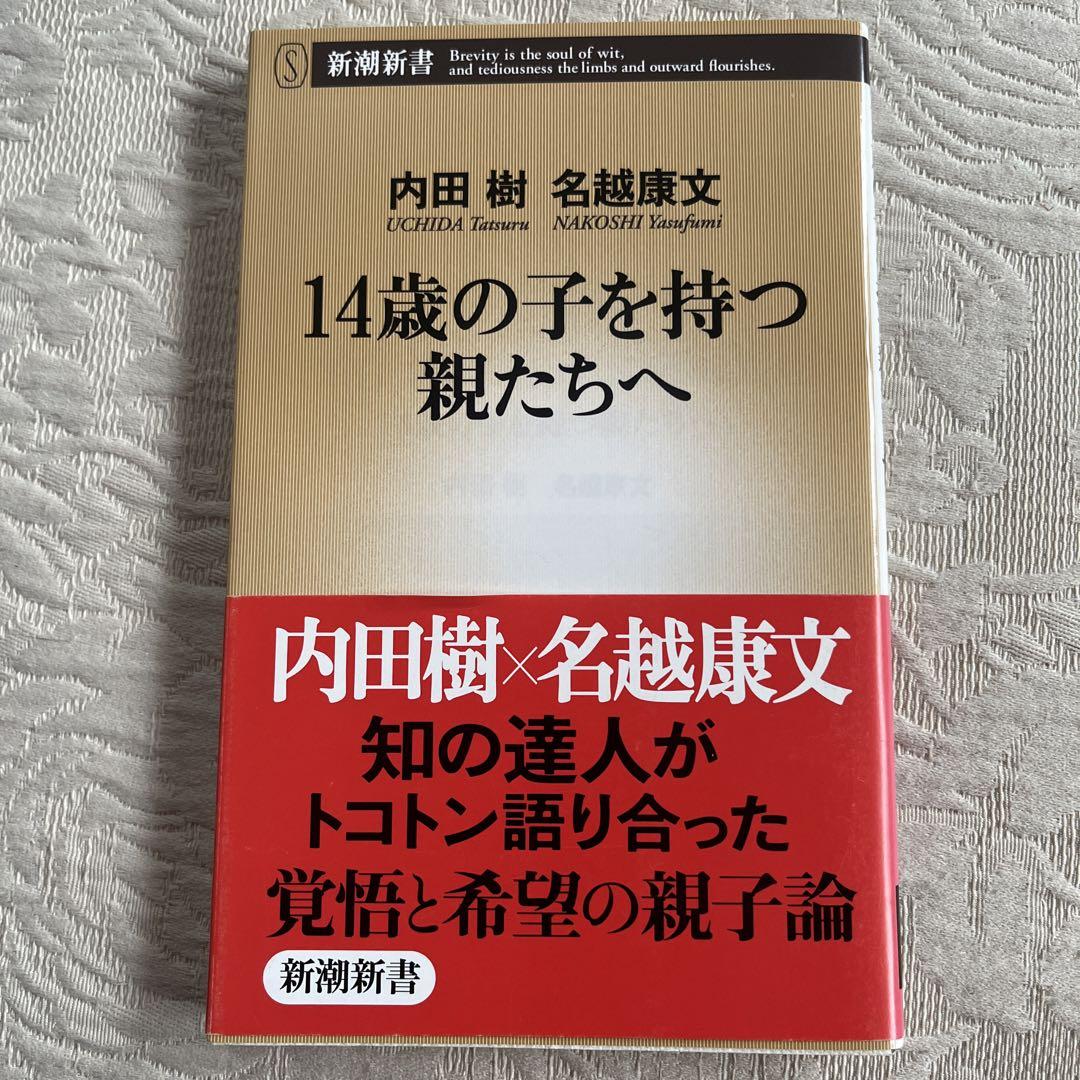 S
新潮新書
Brevity is the soul of wit,
and tediousness the limbs and outward flourishes.
内田 樹 名越康文
UCHIDA Tatsuru NAKOSHI Yasufumi
14歳の子を持つ
親たちへ
内田樹×名越康文
知の達人が
トコトン語り合った
覚悟と希望の親子論
新潮新書